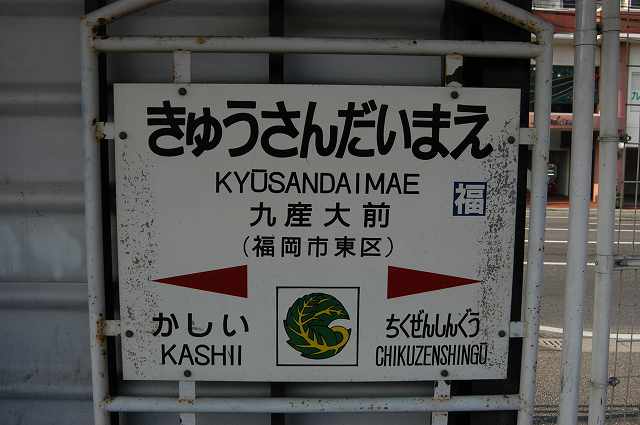 きゅうさんだいまえ
KYŪSANDAIMAE
福
九産大前
(福岡市東区)
かしい ちくぜんしんぐう
KASHII CHIKUZENSHINGŪ